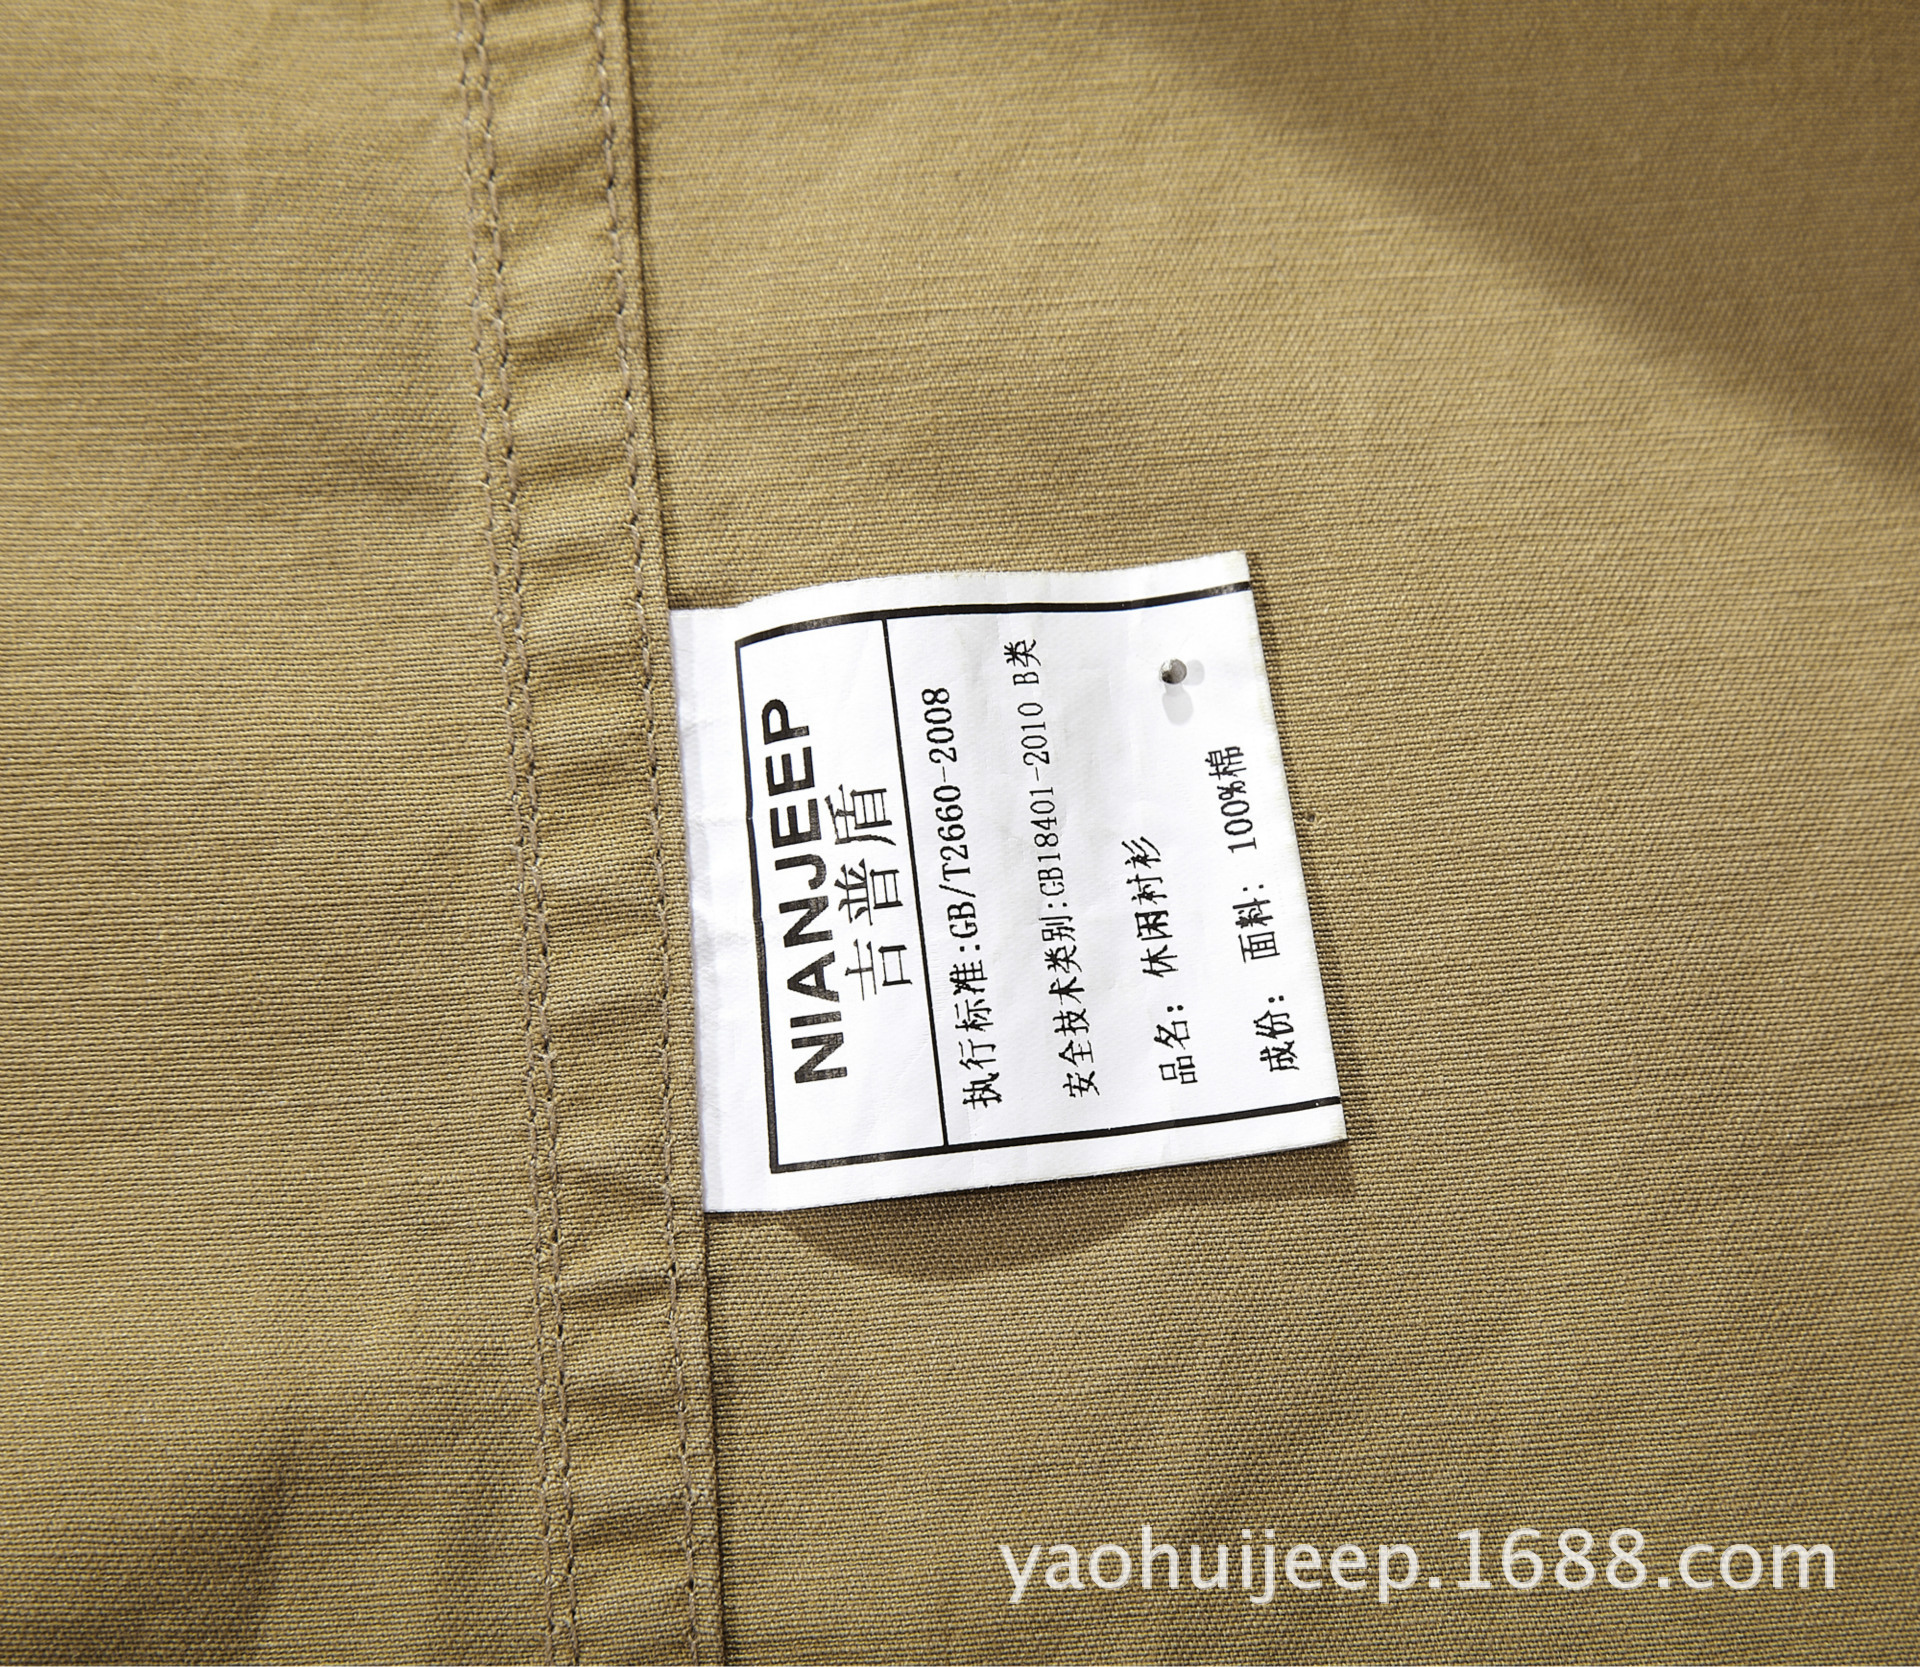 NIANJEEP
吉普盾
执行标准:GB/T2660-2008
安全技术类别:GB18401-2010 B类
品名: 休闲衬衫
成份: 面料: 100%棉
yaohuijeep.1688.com